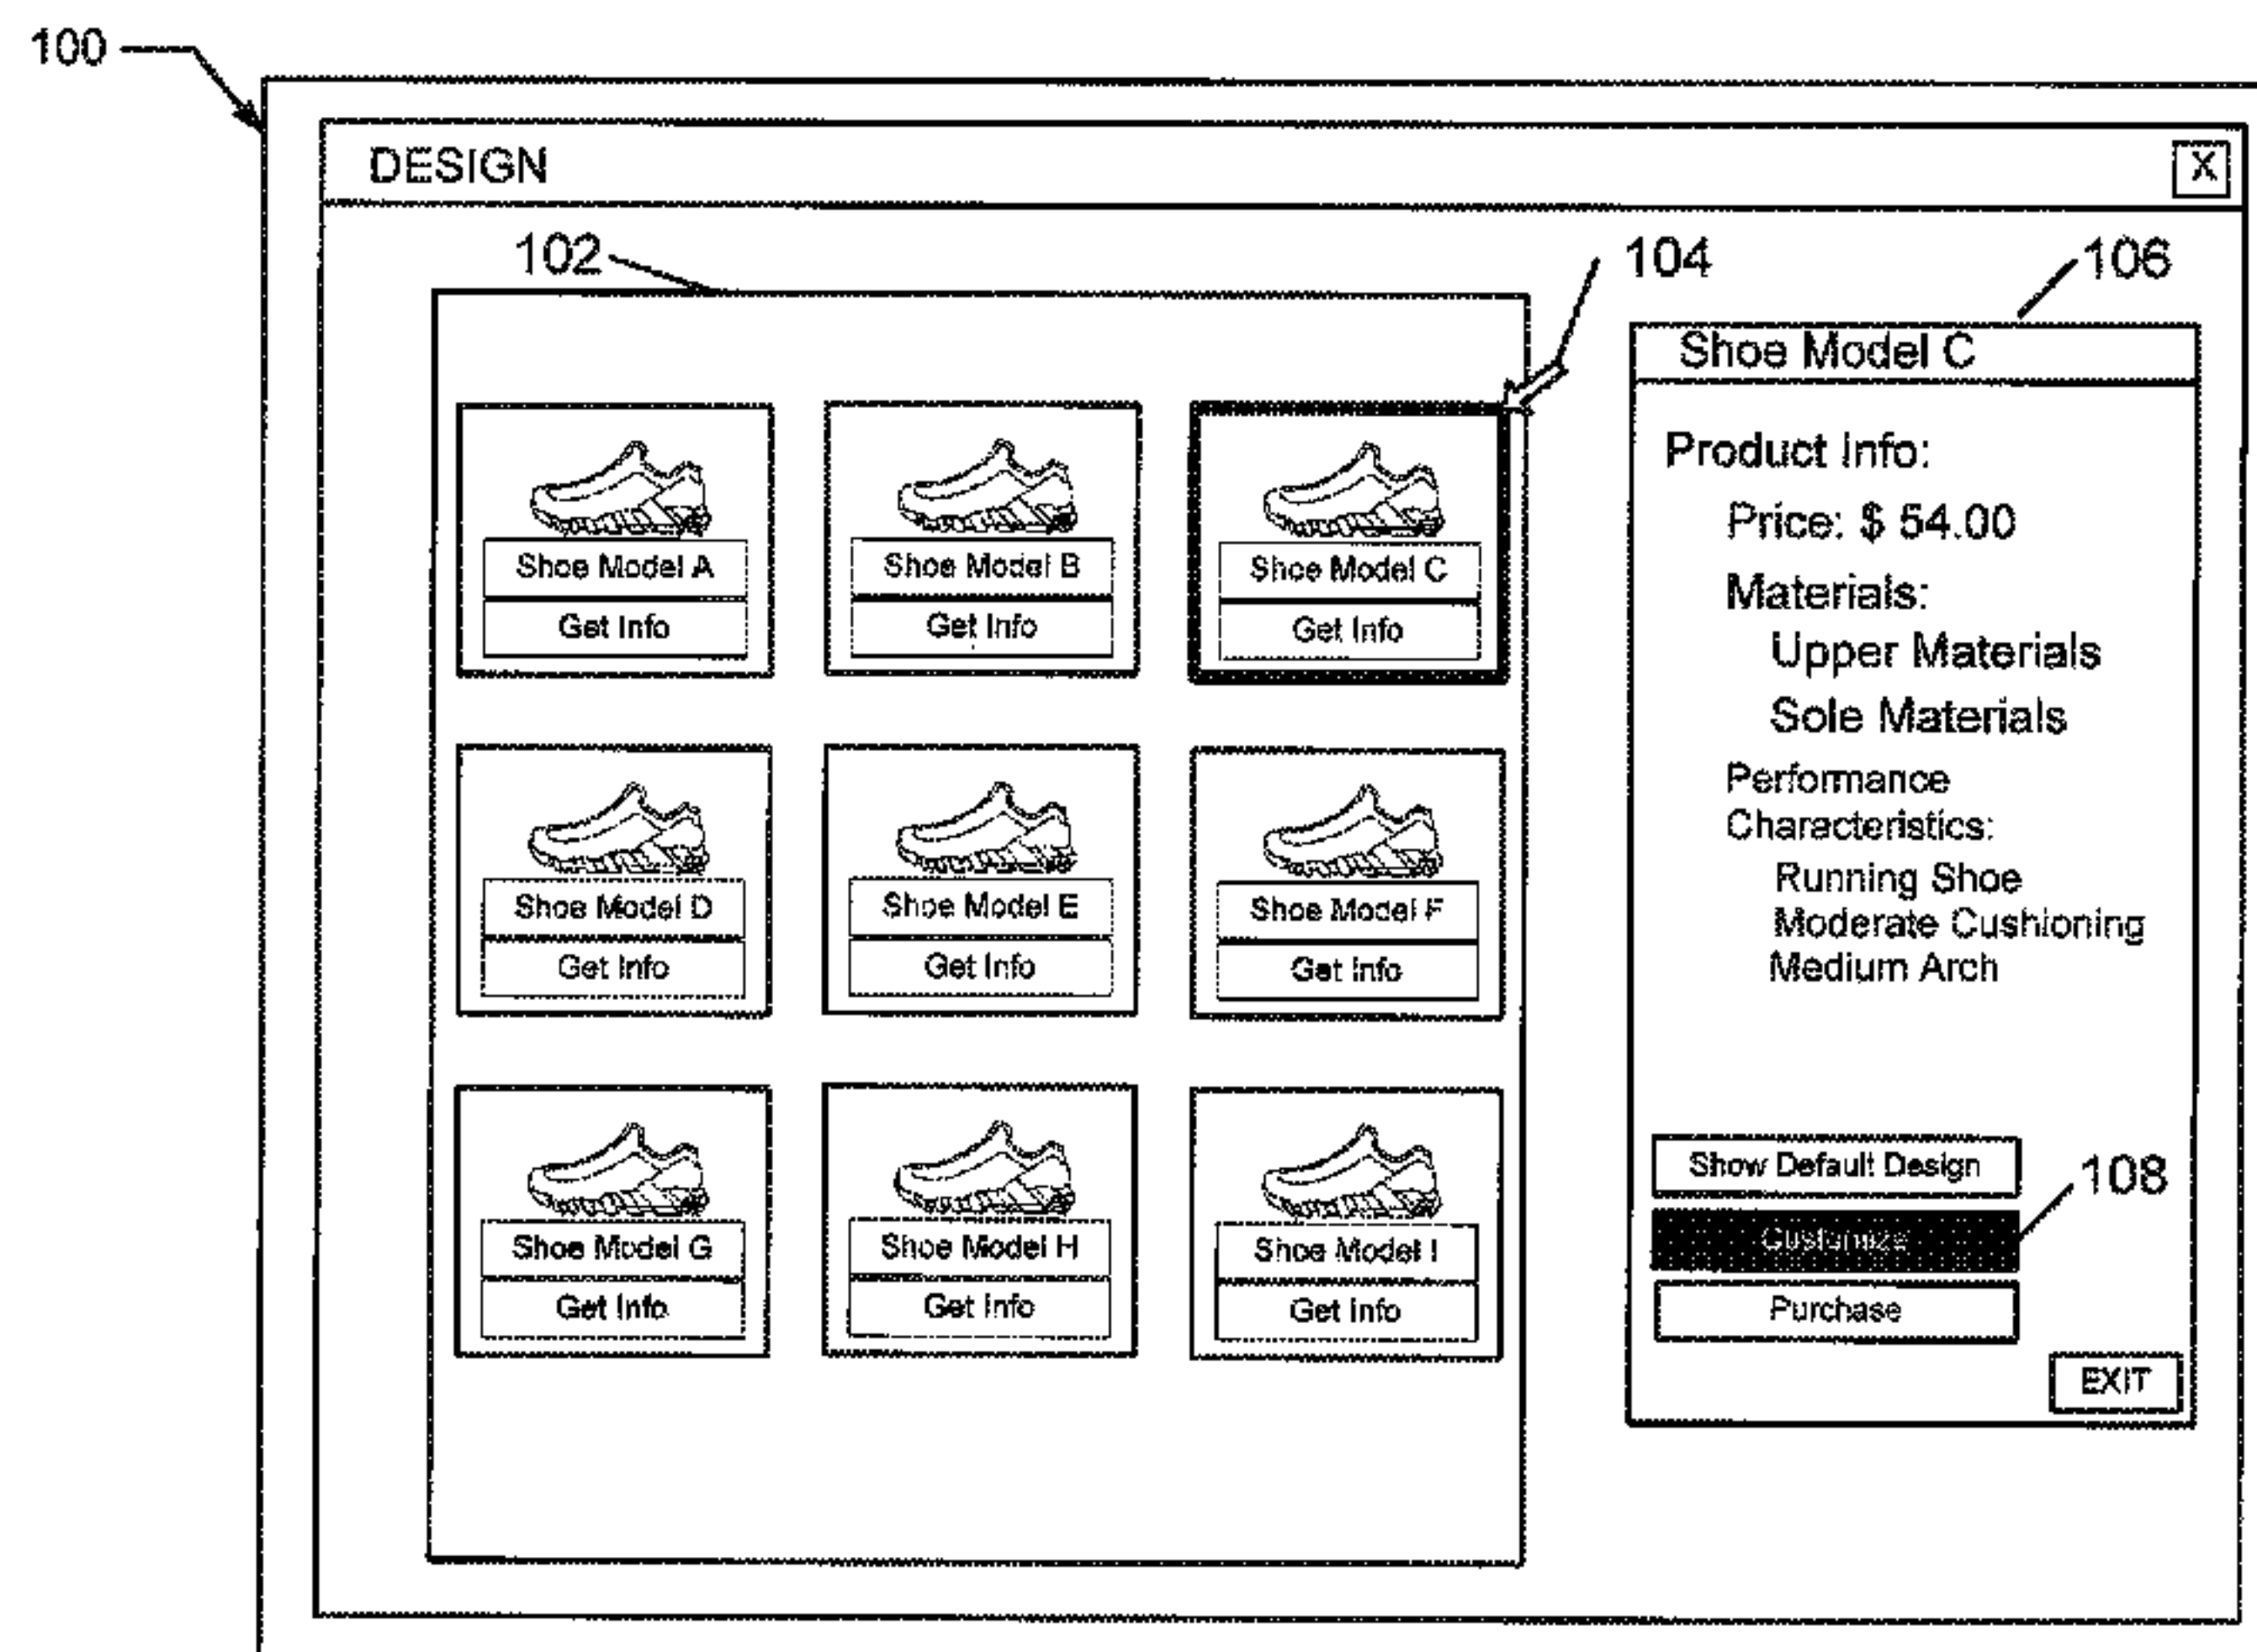 100
DESIGN
X
102
104
106
Shoe Model A
Get Info
Shoe Model B
Get Info
Shoe Model C
Get Info
Shoe Model D
Get Info
Shoe Model E
Get Info
Shoe Model F
Get Info
Shoe Model G
Get Info
Shoe Model H
Get Info
Shoe Model I
Get Info
Shoe Model C
Product Info:
Price: $ 54.00
Materials:
Upper Materials
Sole Materials
Performance
Characteristics:
Running Shoe
Moderate Cushioning
Medium Arch
Show Default Design
108
Customize
Purchase
EXIT